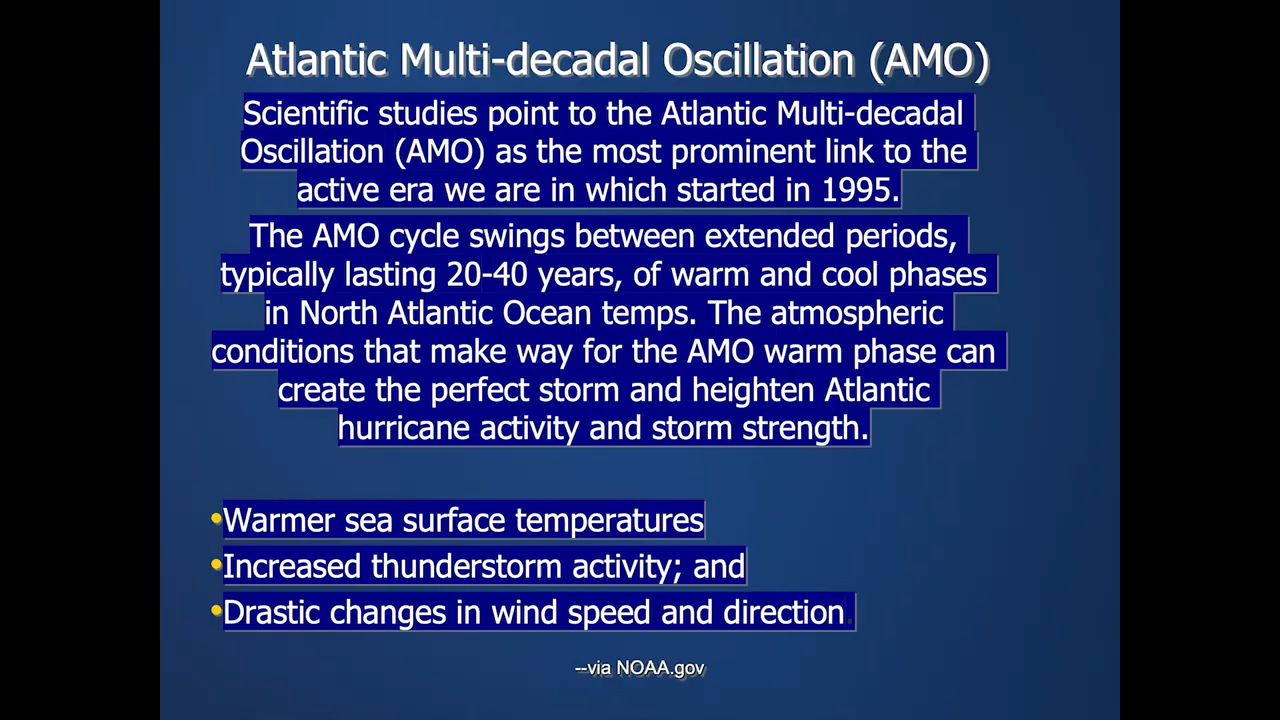 Atlantic Multi-decadal Oscillation (AMO)
Scientific studies point to the Atlantic Multi-decadal
Oscillation (AMO) as the most prominent link to the
active era we are in which started in 1995.
The AMO cycle swings between extended periods,
typically lasting 20-40 years, of warm and cool phases
in North Atlantic Ocean temps. The atmospheric
conditions that make way for the AMO warm phase can
create the perfect storm and heighten Atlantic
hurricane activity and storm strength.
•Warmer sea surface temperatures
•Increased thunderstorm activity; and
•Drastic changes in wind speed and direction.
--via NOAA.gov